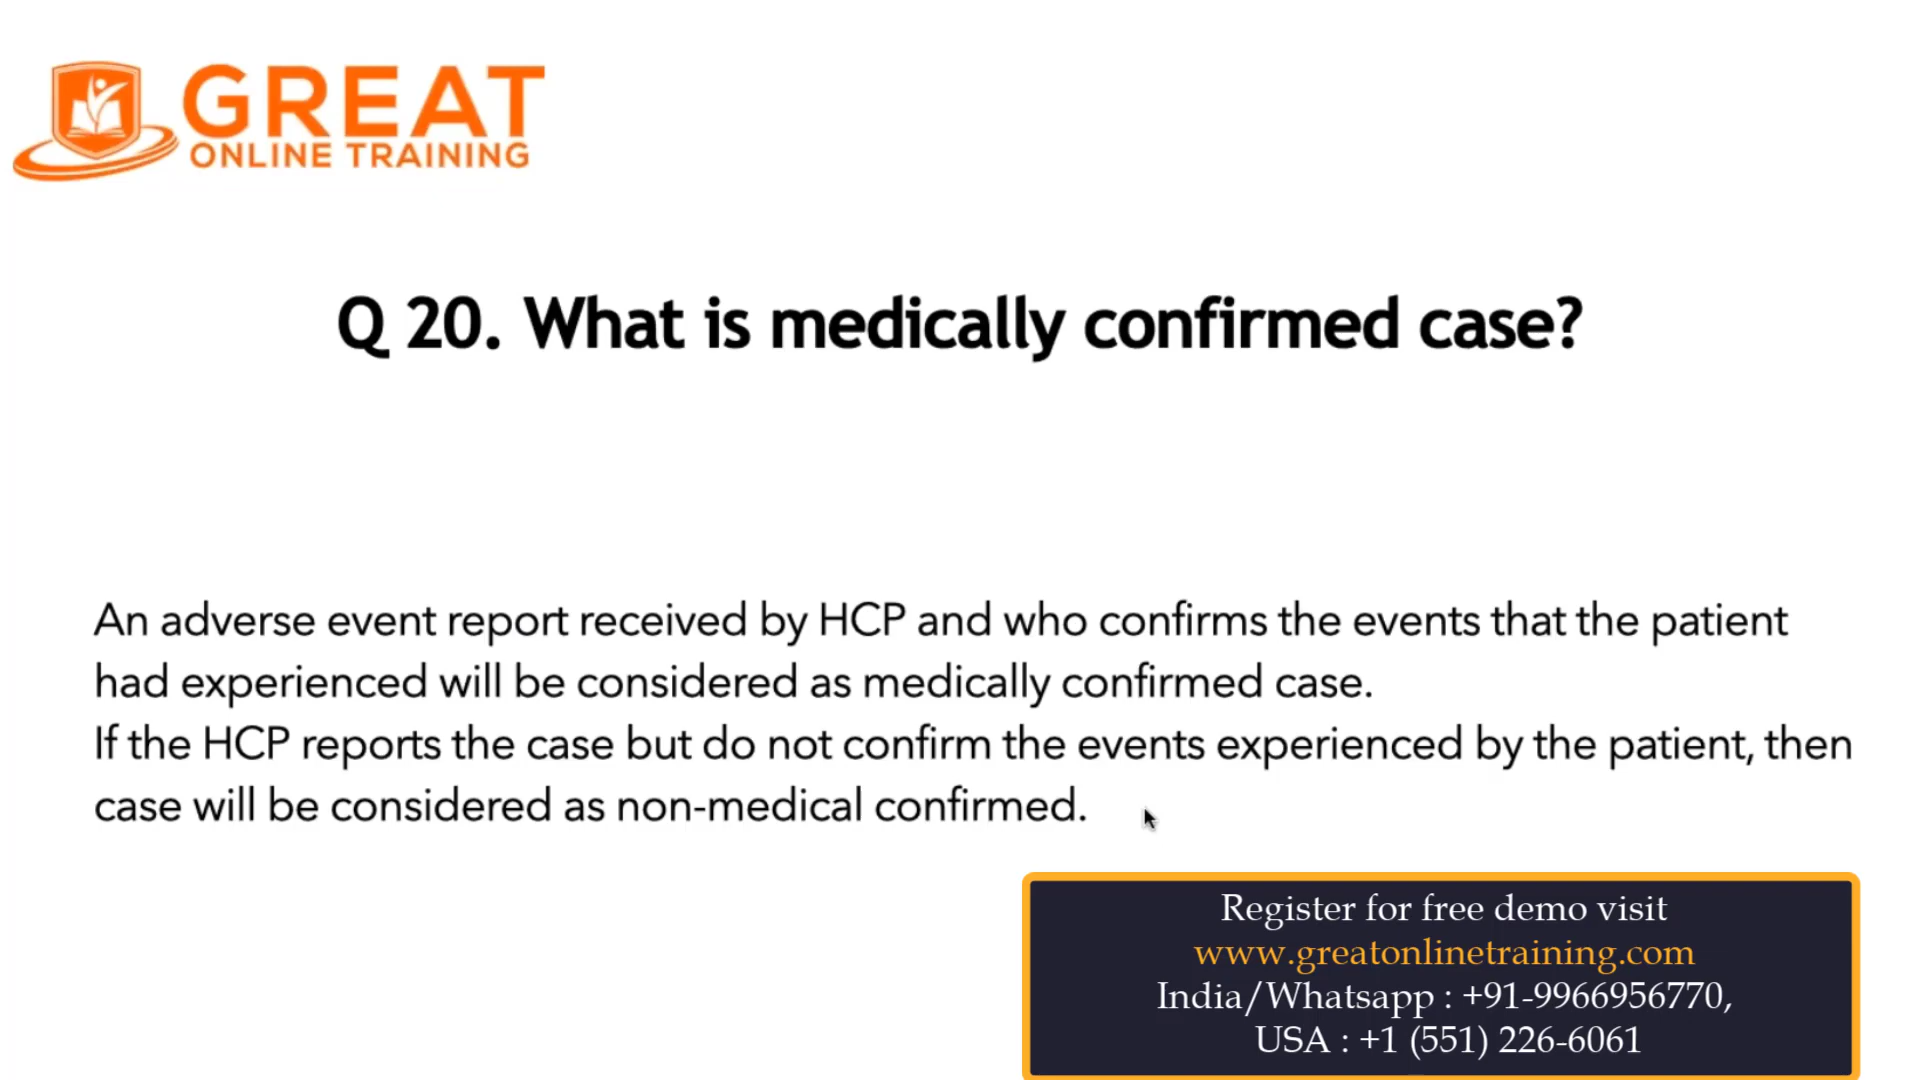 GREAT
ONLINE TRAINING
Q 20. What is medically confirmed case?
An adverse event report received by HCP and who confirms the events that the patient
had experienced will be considered as medically confirmed case.
If the HCP reports the case but do not confirm the events experienced by the patient, then
case will be considered as non-medical confirmed.
Register for free demo visit
www.greatonlinetraining.com
India/Whatsapp : +91-9966956770,
USA : +1 (551) 226-6061